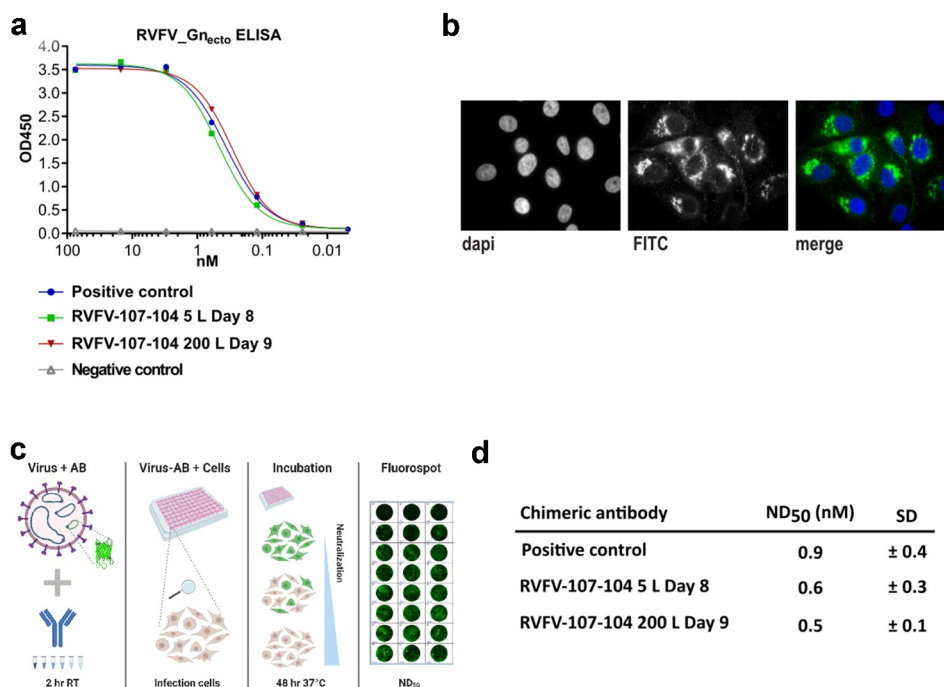 a
RVFV_Gnecto ELISA
4.0
3.5
3.0
2.5
2.0
1.5
1.0
0.5
0.0
OD450
100 10 1 0.1 0.01
nM
Positive control
RVFV-107-104 5 L Day 8
RVFV-107-104 200 L Day 9
Negative control
b
dapi FITC merge
c
Virus + AB Virus-AB + Cells Incubation Fluorospot
Neutralization
2 hr RT Infection cells 48 hr 37°C ND50
d
Chimeric antibody ND50 (nM) SD
Positive control 0.9 ± 0.4
RVFV-107-104 5 L Day 8 0.6 ± 0.3
RVFV-107-104 200 L Day 9 0.5 ± 0.1